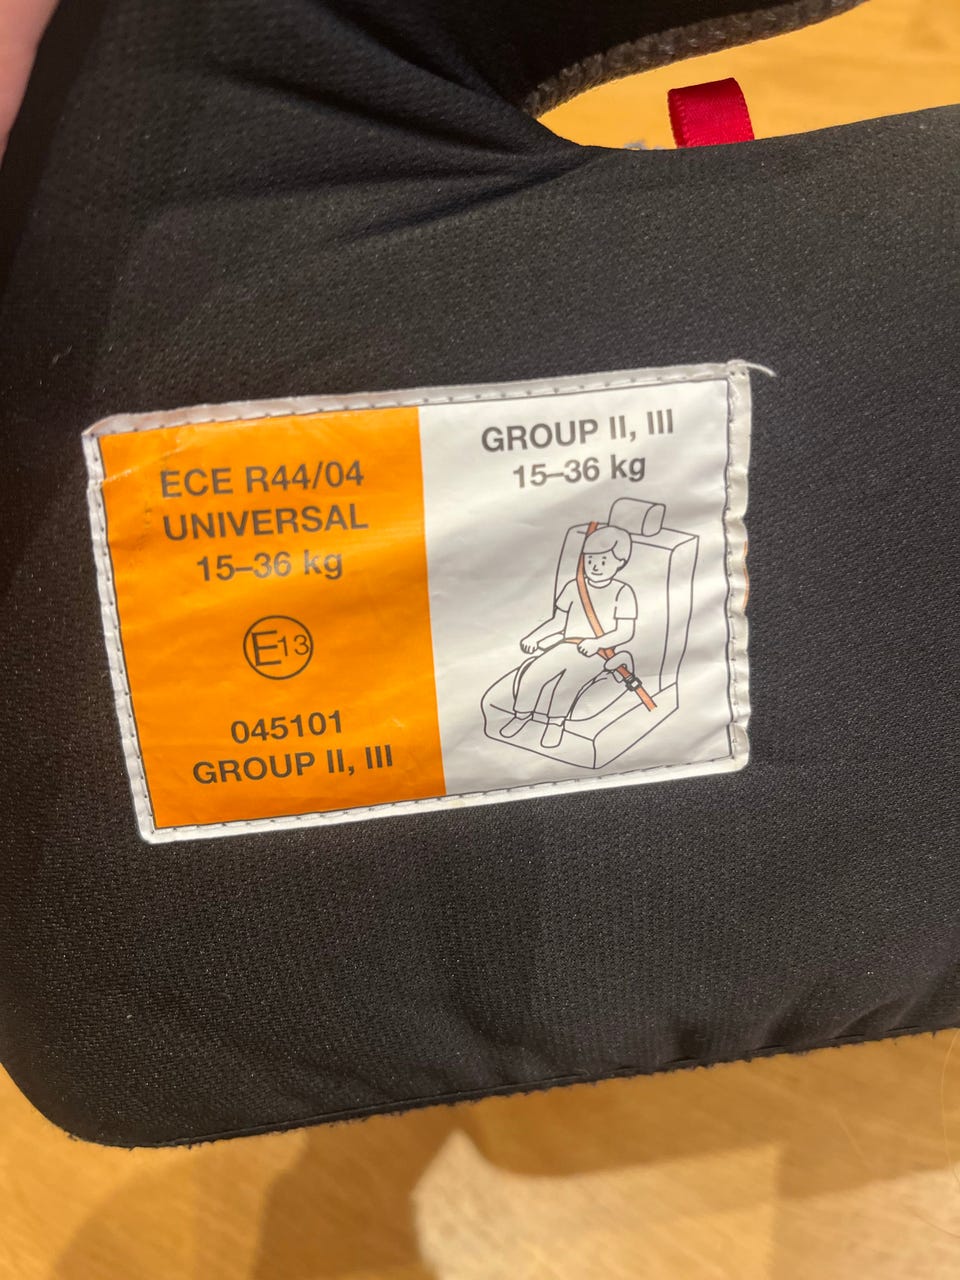 ECE R44/04
UNIVERSAL
15–36 kg
E13
045101
GROUP II, III
GROUP II, III
15–36 kg